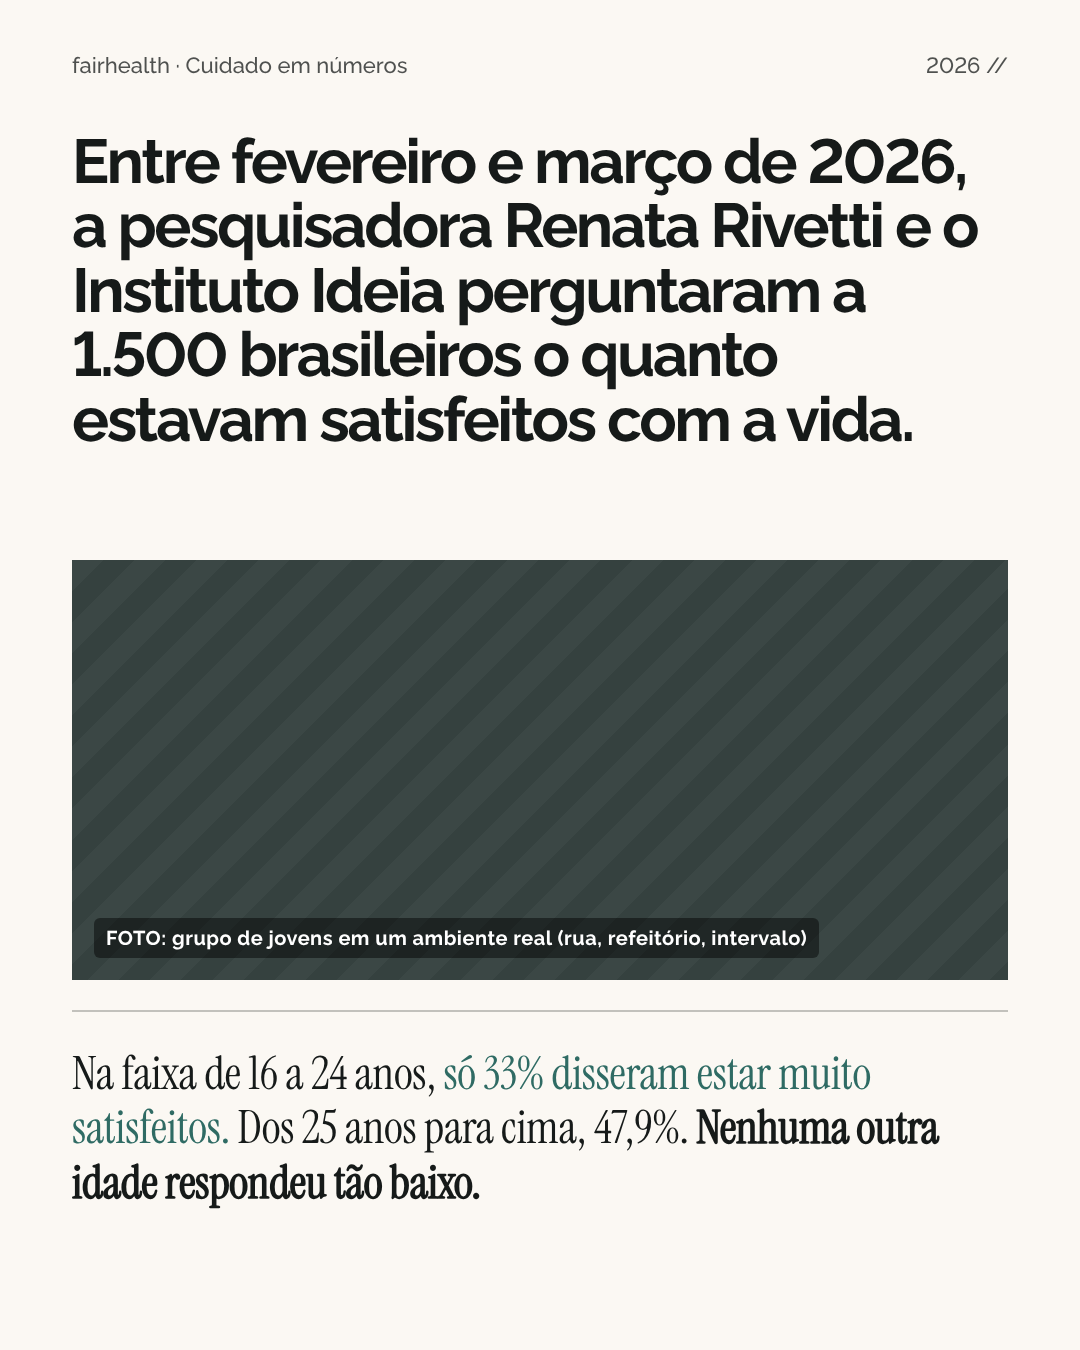 fairhealth · Cuidado em números
2026 //
Entre fevereiro e março de 2026,
a pesquisadora Renata Rivetti e o
Instituto Ideia perguntaram a
1.500 brasileiros o quanto
estavam satisfeitos com a vida.
FOTO: grupo de jovens em um ambiente real (rua, refeitório, intervalo)
Na faixa de 16 a 24 anos, só 33% disseram estar muito
satisfeitos. Dos 25 anos para cima, 47,9%. Nenhuma outra
idade respondeu tão baixo.